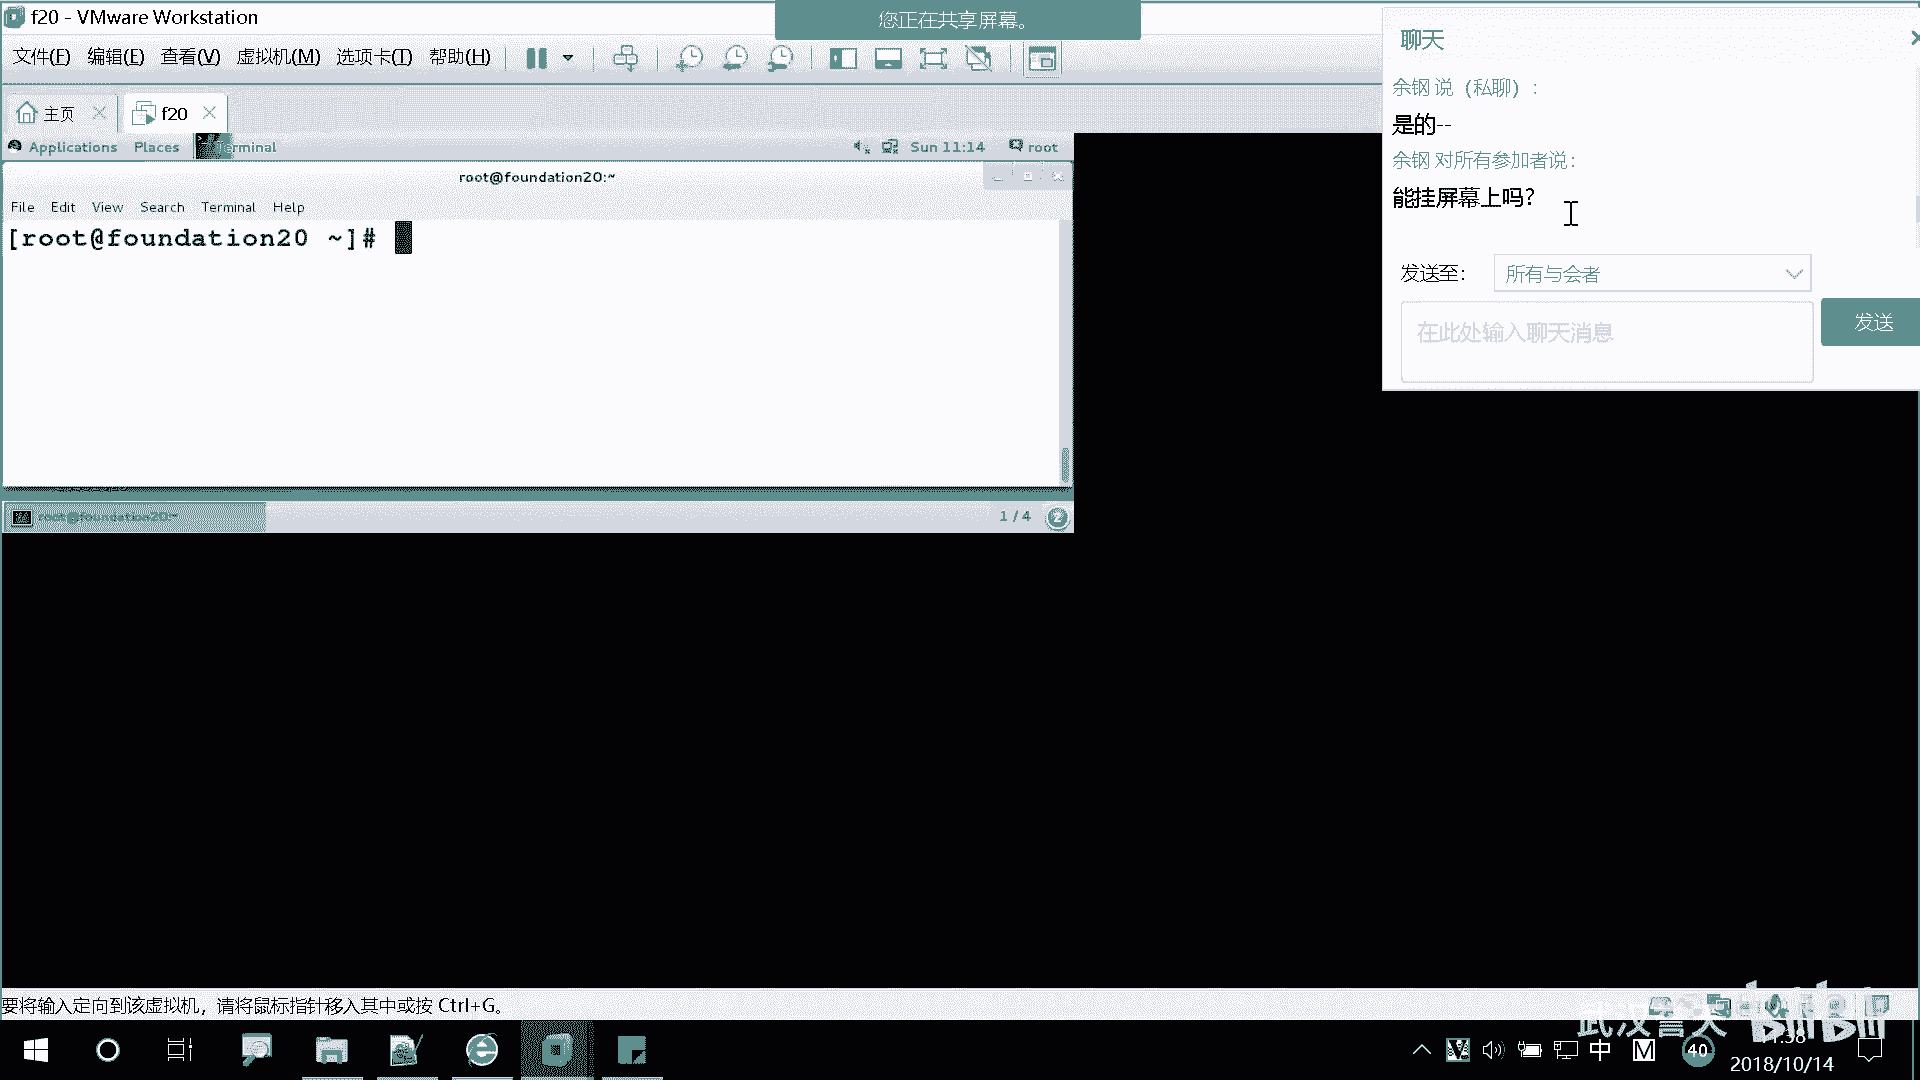 f20 - VMware Workstation
您正在共享屏幕。
文件(F) 编辑(E) 查看(V) 虚拟机(M) 选项卡(T) 帮助(H)
主页 f20
Applications Places Terminal Sun 11:14 root
root@foundation20:~
File Edit View Search Terminal Help
[root@foundation20 ~]#
root@foundation20:~ 1 / 4 2
聊天
余钢 说 (私聊) :
是的--
余钢 对所有参加者说:
能挂屏幕上吗?
发送至: 所有与会者
在此处输入聊天消息
发送
要将输入定向到该虚拟机，请将鼠标指针移入其中或按 Ctrl+G。
武汉誉天 bilibili
中 M 40
2018/10/14